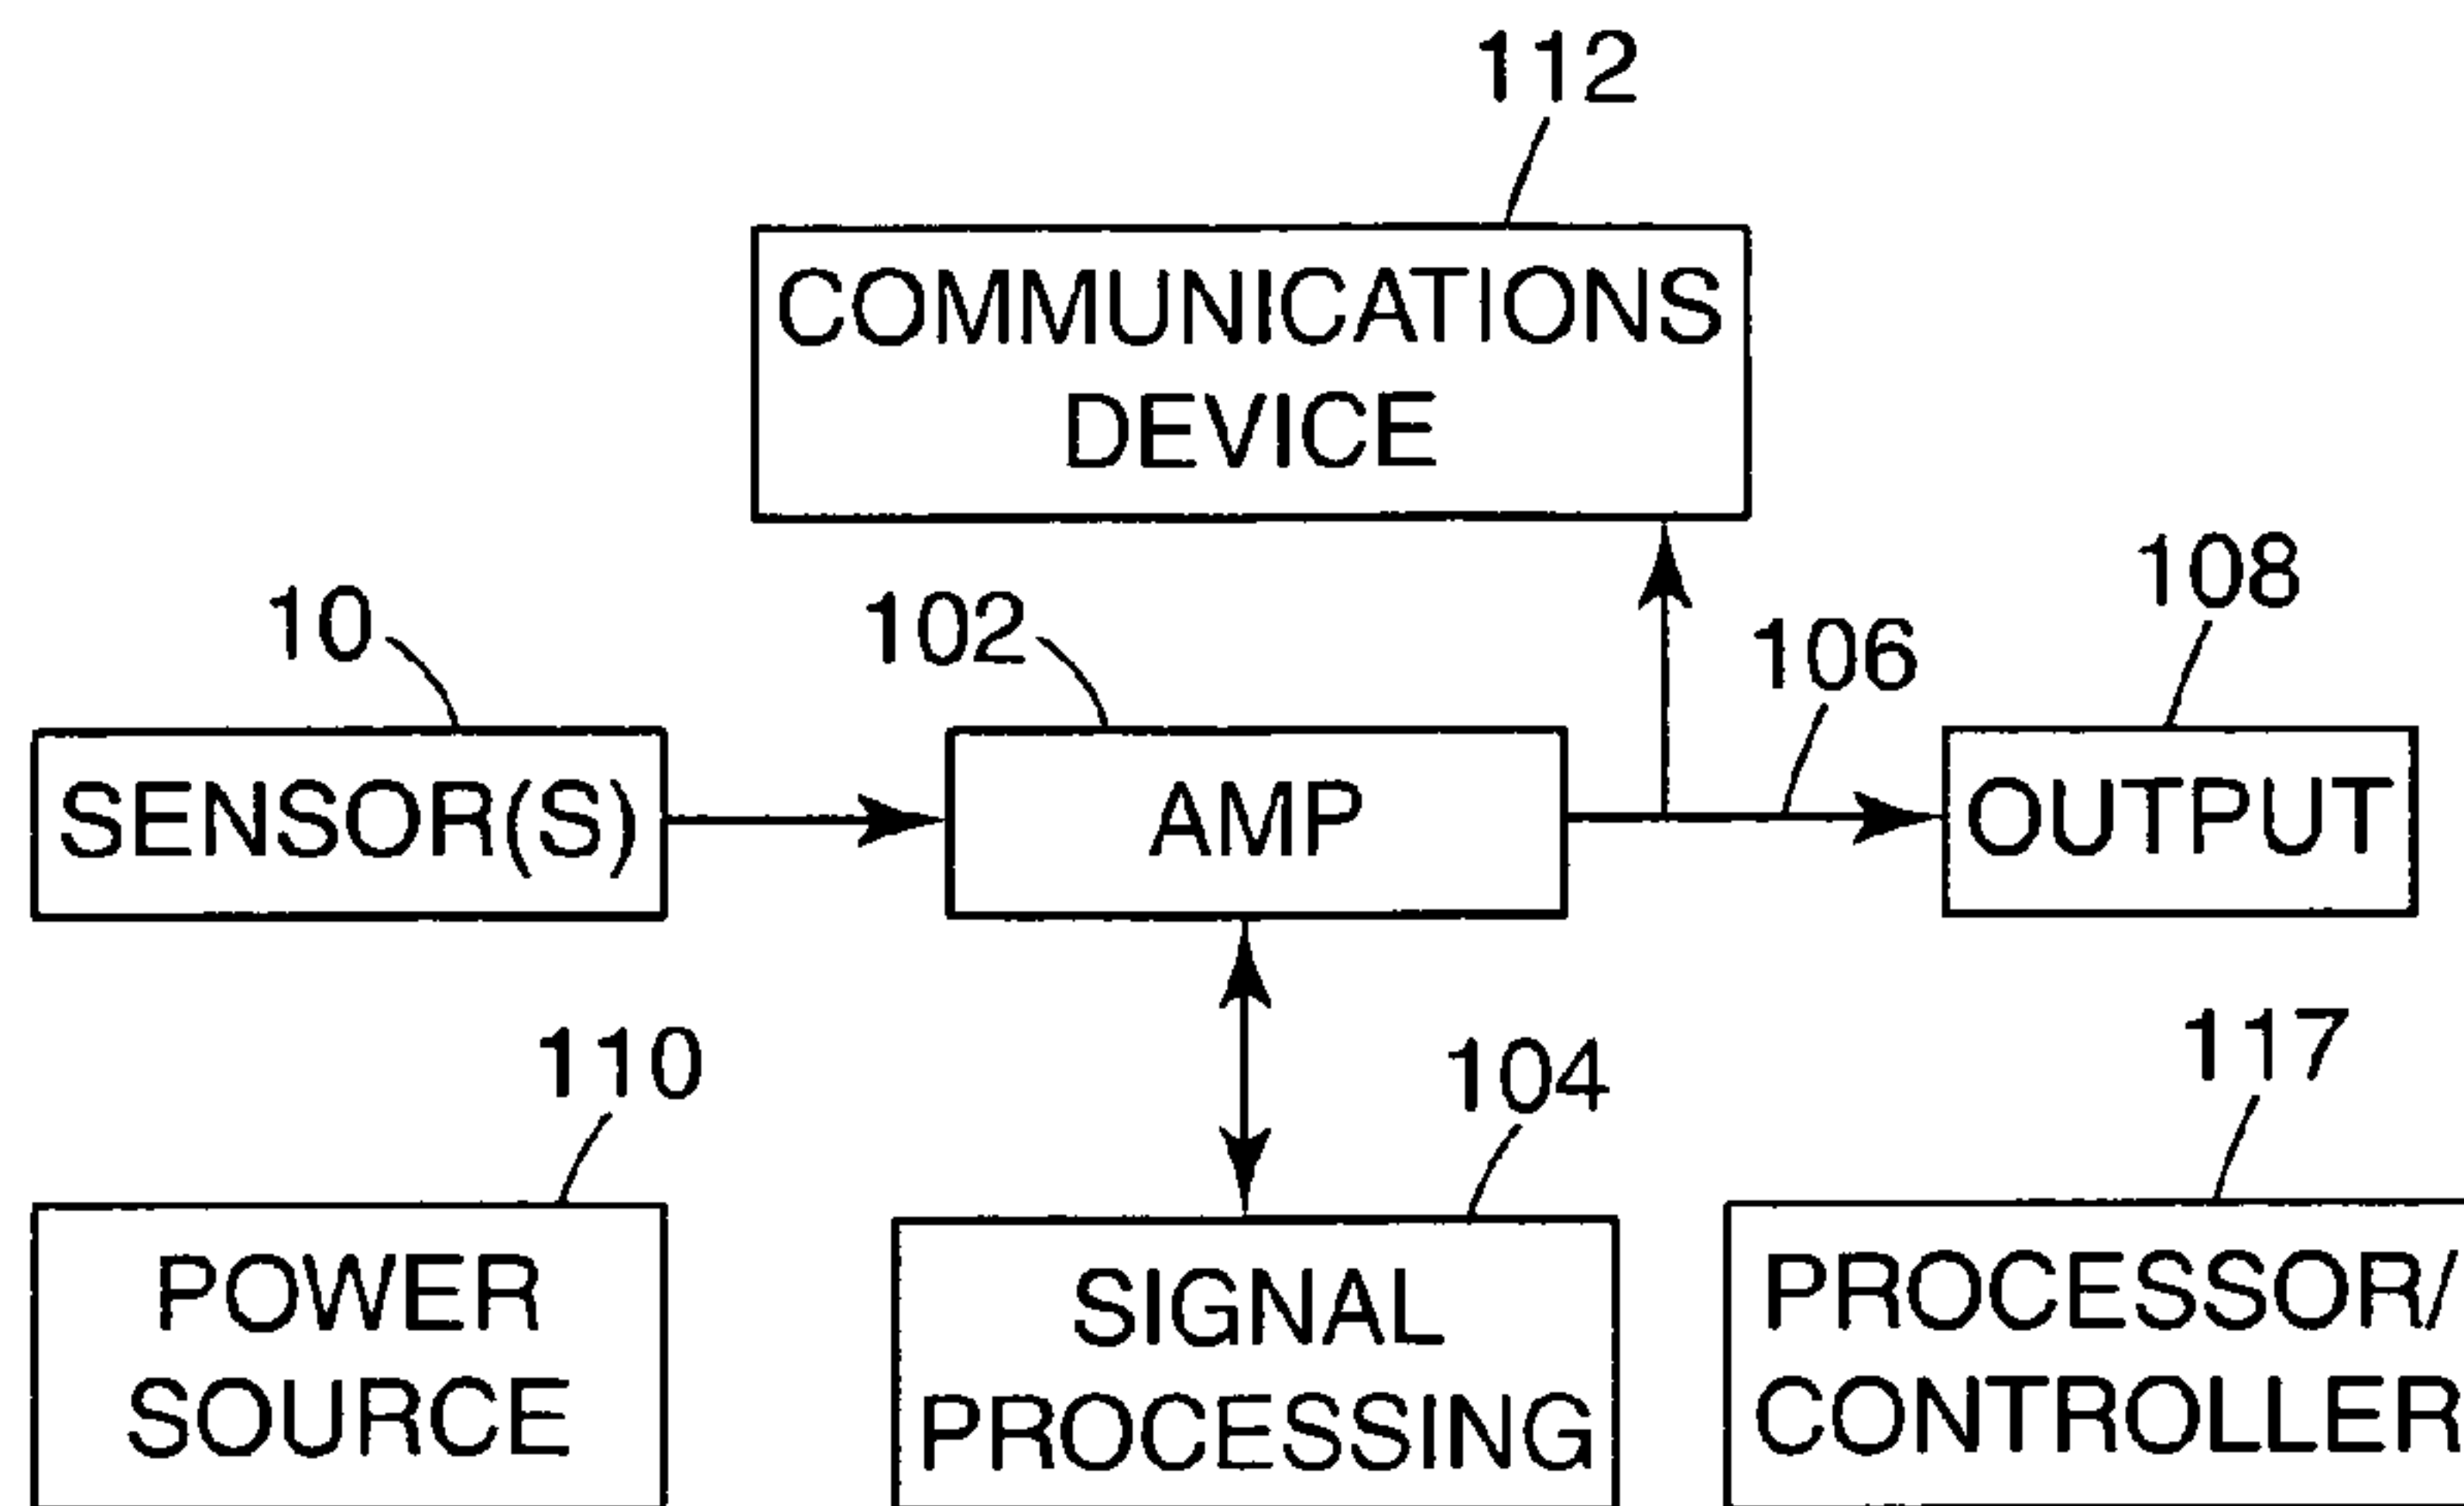 112
COMMUNICATIONS
DEVICE
10
102
106
108
SENSOR(S)
AMP
OUTPUT
110
104
117
POWER
SOURCE
SIGNAL
PROCESSING
PROCESSOR/
CONTROLLER